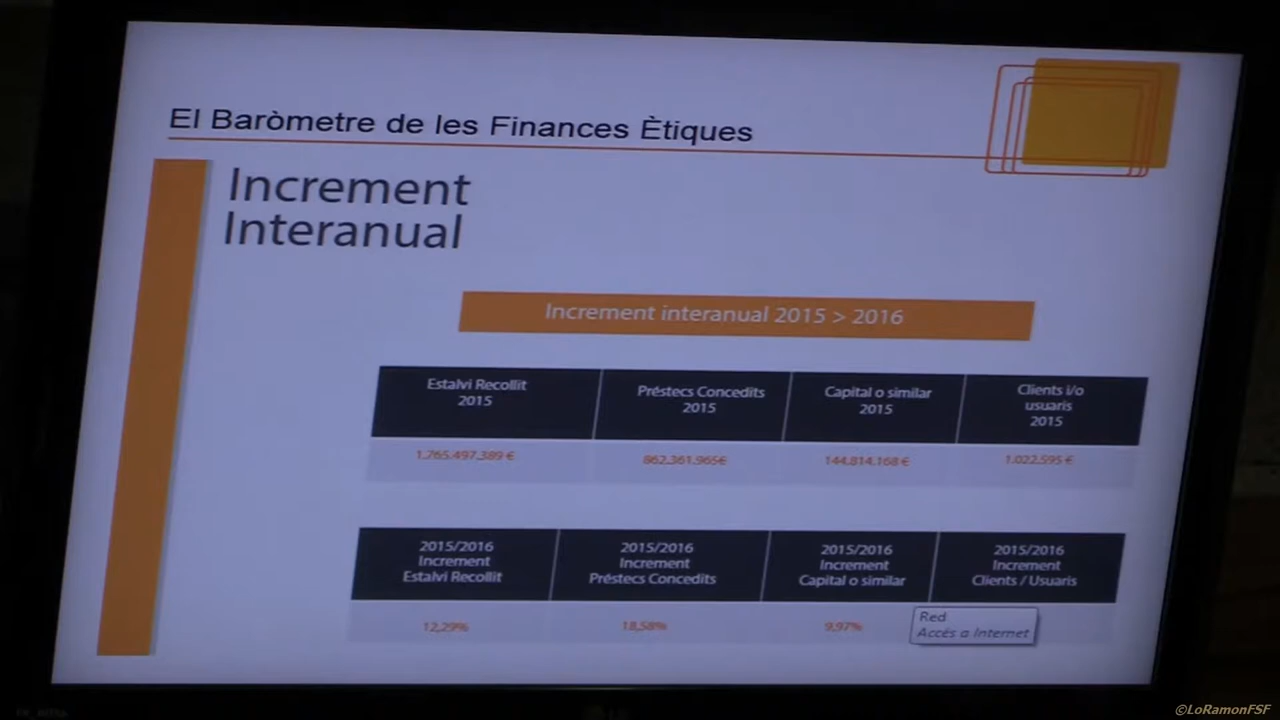 El Baròmetre de les Finances Ètiques
Increment
Interanual
Increment interanual 2015 > 2016
Estalvi Recollit
2015
Préstecs Concedits
2015
Capital o similar
2015
Clients i/o
usuaris
2015
1.765.497.389 €
862.361.965€
144.814.168 €
1.022.595 €
2015/2016
Increment
Estalvi Recollit
2015/2016
Increment
Préstecs Concedits
2015/2016
Increment
Capital o similar
2015/2016
Increment
Clients / Usuaris
12,29%
18,58%
9,97%
Red
Accés a Internet
©LoRamonFSF